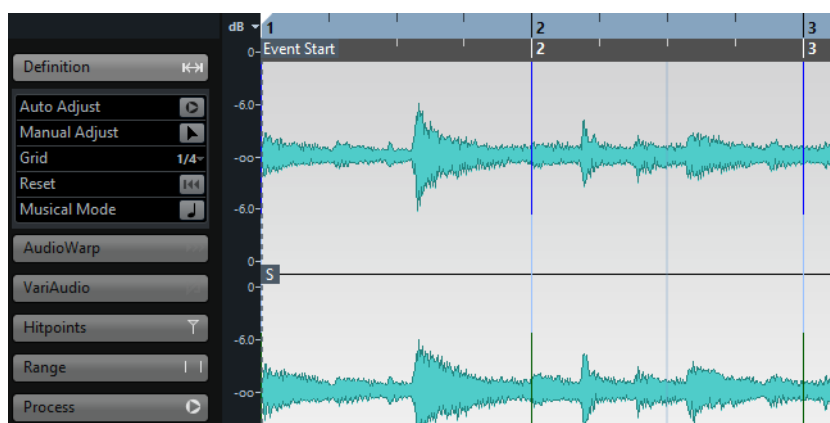 dB 1 2 3
0 Event Start 2 3
Definition
-6.0
Auto Adjust
Manual Adjust
-oo
Grid 1/4
Reset
Musical Mode
-6.0
AudioWarp
0
S
VariAudio
0
Hitpoints
-6.0
Range
-oo
Process